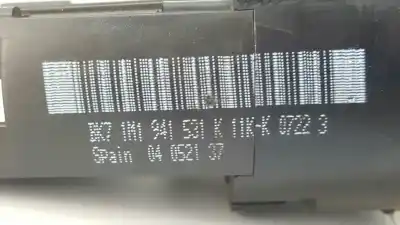 BK7 1M1 941 531 K 11K-K 0722 3
Spain 04 0521 37